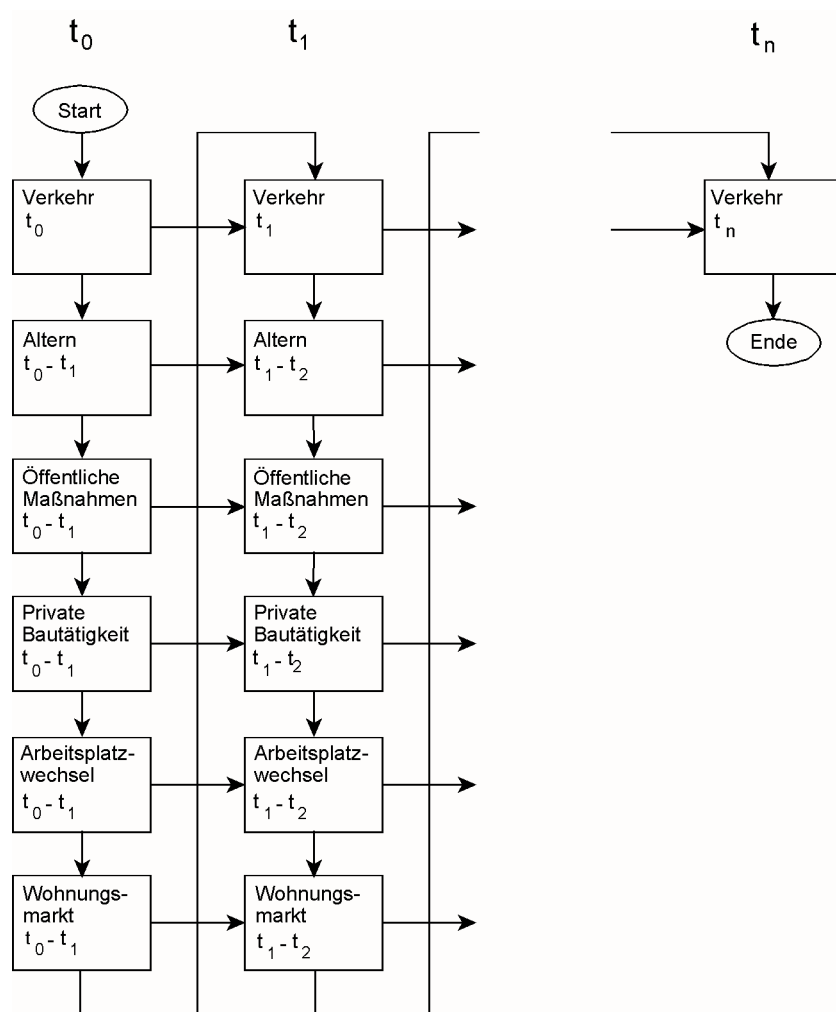 t₀
t₁
tₙ
Start
Verkehr
t₀
Verkehr
t₁
Verkehr
tₙ
Altern
t₀ - t₁
Altern
t₁ - t₂
Ende
Öffentliche
Maßnahmen
t₀ - t₁
Öffentliche
Maßnahmen
t₁ - t₂
Private
Bautätigkeit
t₀ - t₁
Private
Bautätigkeit
t₁ - t₂
Arbeitsplatz-
wechsel
t₀ - t₁
Arbeitsplatz-
wechsel
t₁ - t₂
Wohnungs-
markt
t₀ - t₁
Wohnungs-
markt
t₁ - t₂